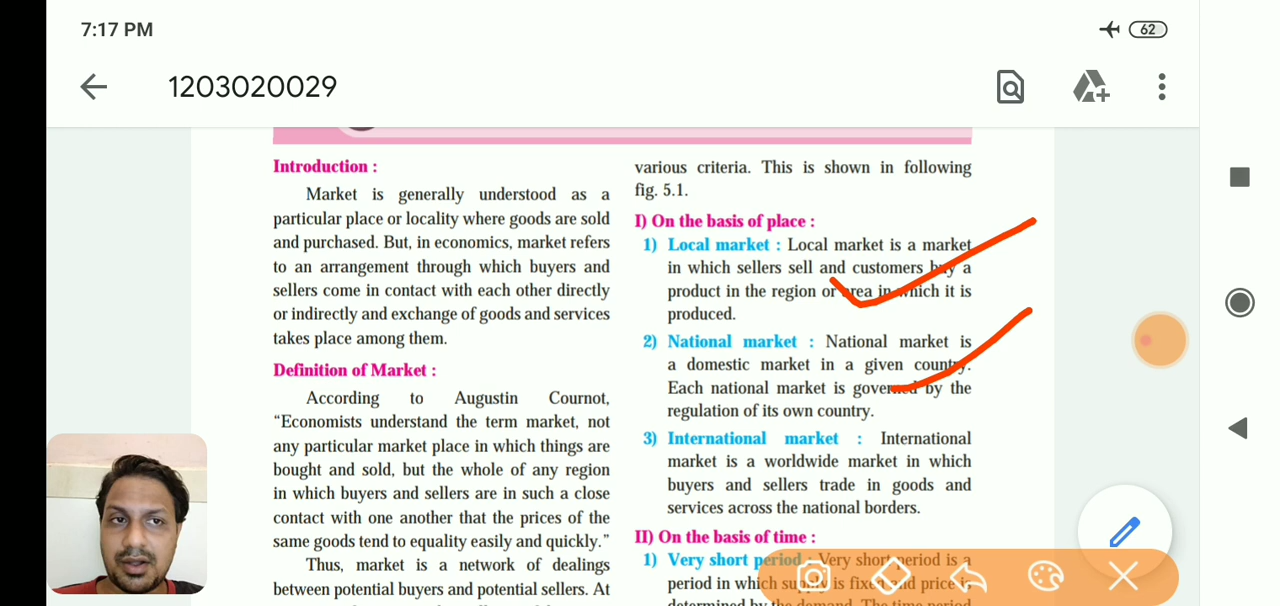 7:17 PM
62
1203020029
Introduction :
Market is generally understood as a
particular place or locality where goods are sold
and purchased. But, in economics, market refers
to an arrangement through which buyers and
sellers come in contact with each other directly
or indirectly and exchange of goods and services
takes place among them.
Definition of Market :
According to Augustin Cournot,
“Economists understand the term market, not
any particular market place in which things are
bought and sold, but the whole of any region
in which buyers and sellers are in such a close
contact with one another that the prices of the
same goods tend to equality easily and quickly.”
Thus, market is a network of dealings
between potential buyers and potential sellers. At
various criteria. This is shown in following
fig. 5.1.
I) On the basis of place :
1) Local market : Local market is a market
in which sellers sell and customers buy a
product in the region or area in which it is
produced.
2) National market : National market is
a domestic market in a given country.
Each national market is governed by the
regulation of its own country.
3) International market : International
market is a worldwide market in which
buyers and sellers trade in goods and
services across the national borders.
II) On the basis of time :
1) Very short period : Very short period is a
period in which supply is fixed and price is
determined by the demand. The time period